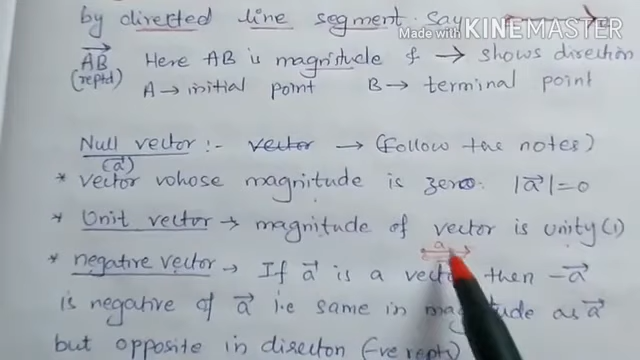 by directed line segment say
Made with KINEMASTER
AB Here AB is magnitude & → shows direction
(reptd)
A → initial point B → terminal point
Null vector :- vector → (Follow the notes)
(a⃗)
* vector whose magnitude is zero. |a⃗| = 0
* Unit vector → magnitude of vector is unity (1)
a
* negative vector → If a⃗ is a vector then -a⃗
is negative of a⃗ i.e same in magnitude as a⃗
but opposite in directon (-ve reptn)